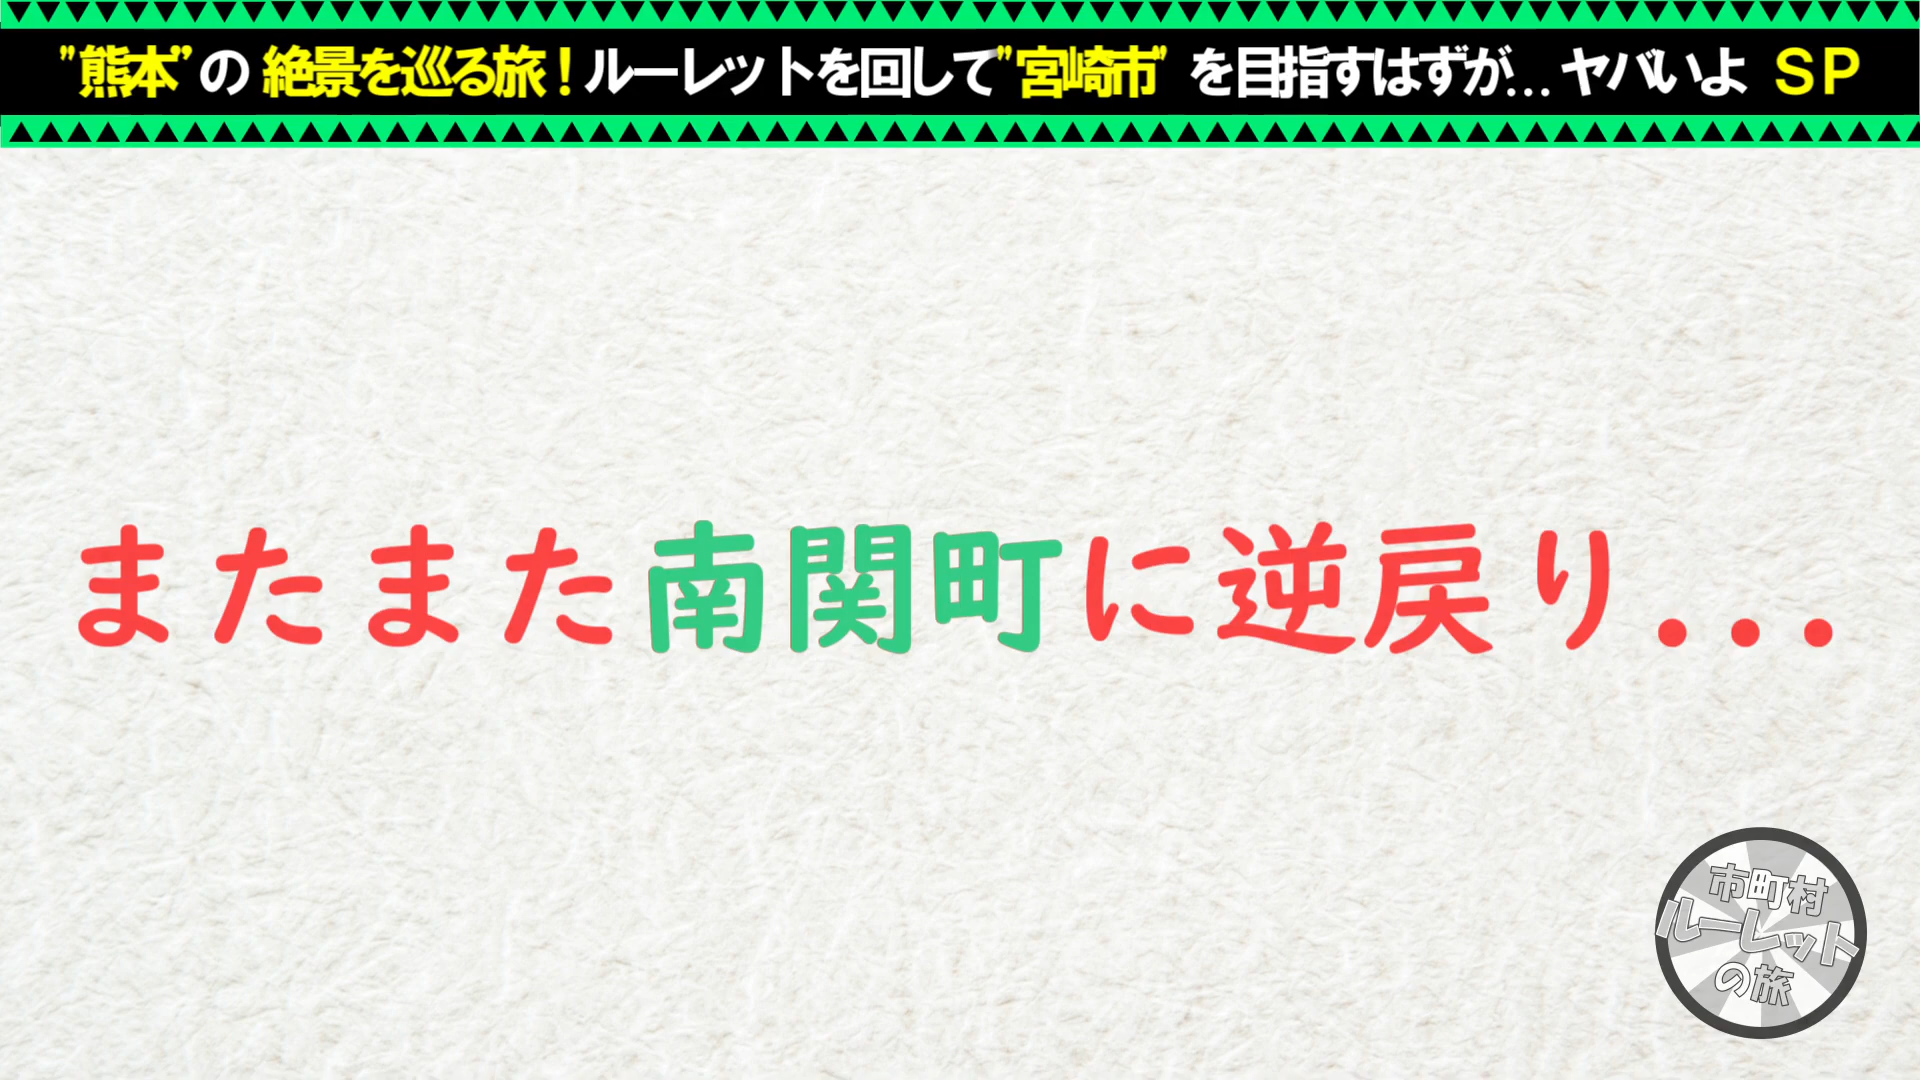 "熊本"の 絶景を巡る旅！ルーレットを回して"宮崎市"を目指すはずが...ヤバいよ SP
またまた南関町に逆戻り...
市町村
ルーレット
の旅